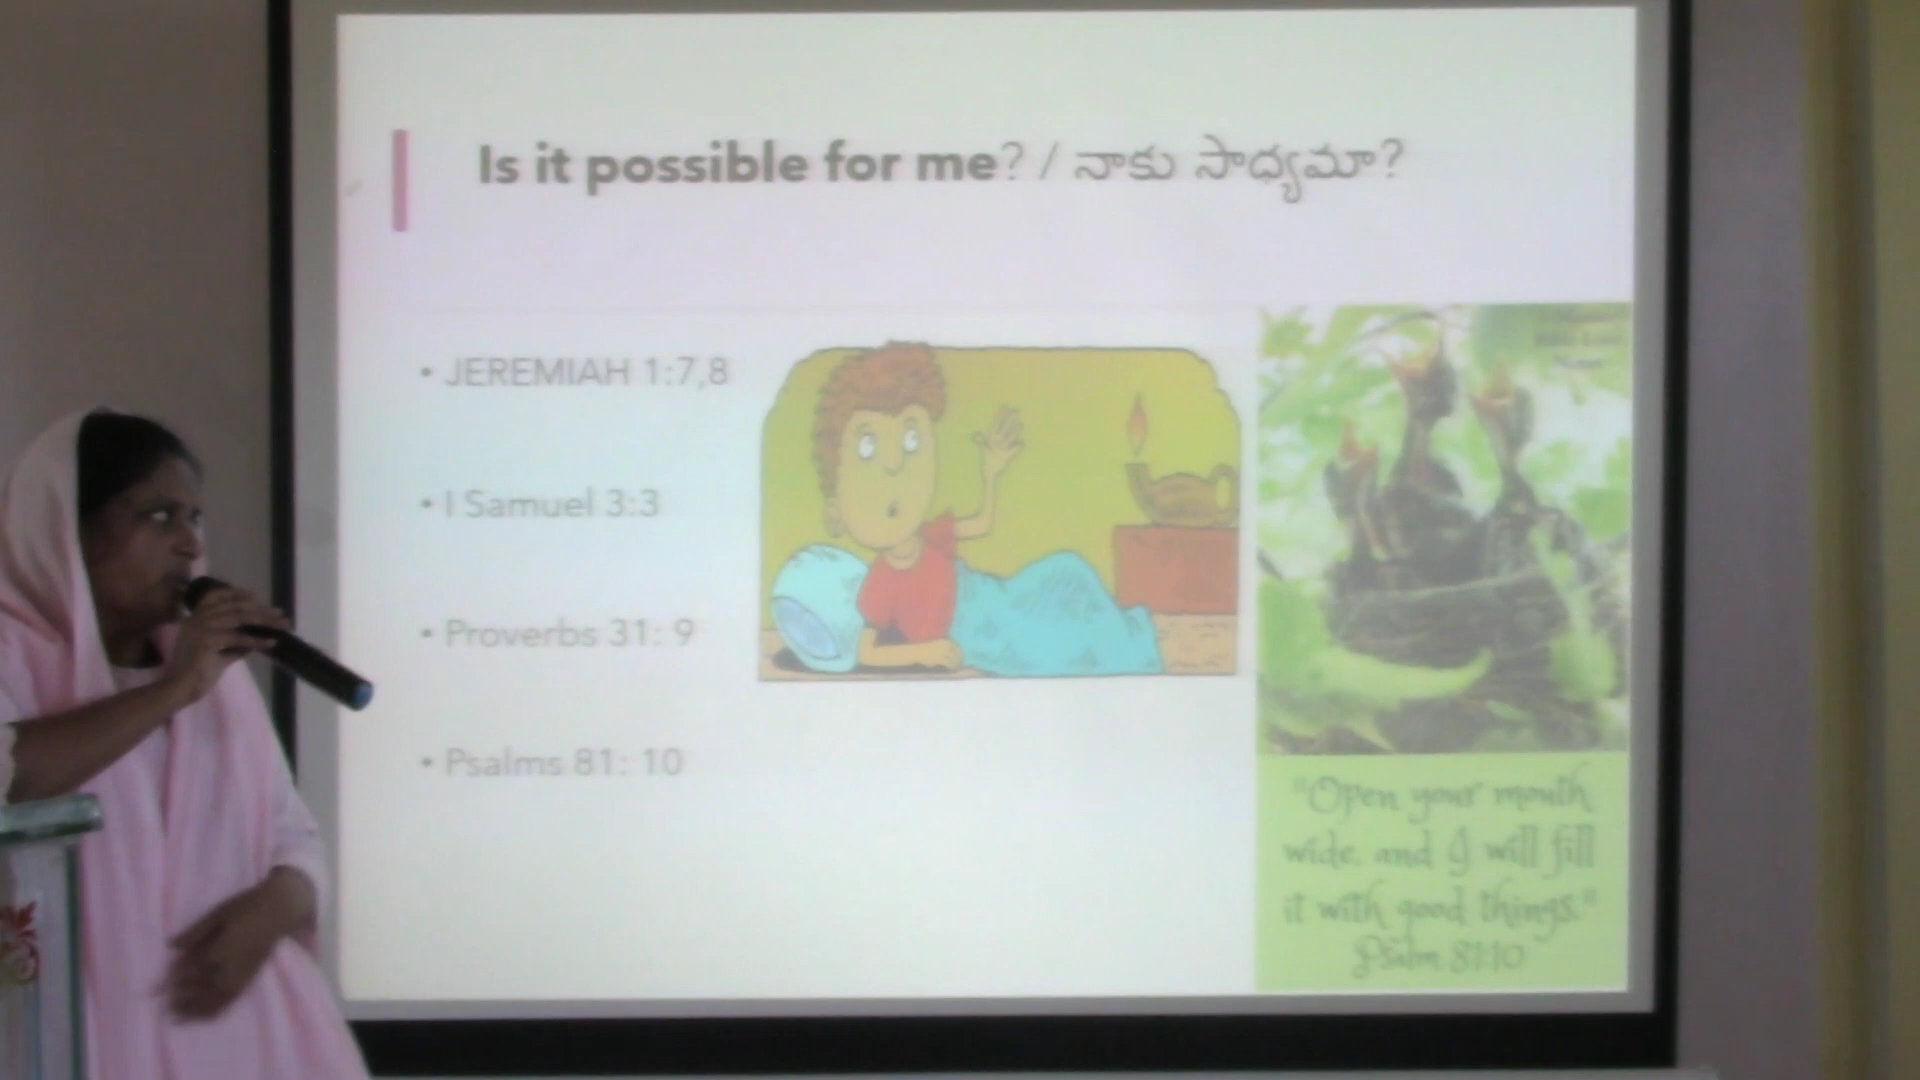 Is it possible for me? / నాకు సాధ్యమా?
• JEREMIAH 1:7,8
• I Samuel 3:3
• Proverbs 31: 9
• Psalms 81: 10
"Open your mouth
wide, and I will fill
it with good things."
Psalm 81:10